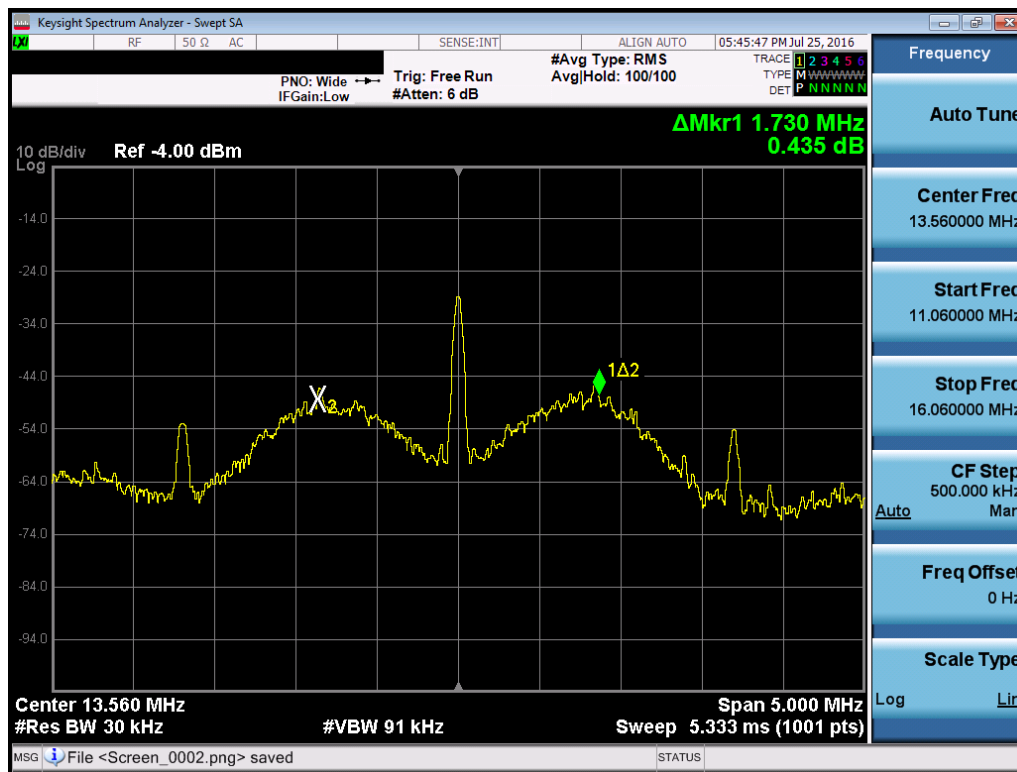 Keysight Spectrum Analyzer - Swept SA
LXI RF 50 Ω AC SENSE:INT ALIGN AUTO 05:45:47 PM Jul 25, 2016
PNO: Wide
IFGain:Low
Trig: Free Run
#Atten: 6 dB
#Avg Type: RMS
Avg|Hold: 100/100
TRACE 1 2 3 4 5 6
TYPE M WWWWW
DET P N N N N N
ΔMkr1 1.730 MHz
0.435 dB
10 dB/div Ref -4.00 dBm
Log
-14.0
-24.0
-34.0
-44.0
-54.0
-64.0
-74.0
-84.0
-94.0
X2
1Δ2
Center 13.560 MHz Span 5.000 MHz
#Res BW 30 kHz #VBW 91 kHz Sweep 5.333 ms (1001 pts)
MSG File <Screen_0002.png> saved STATUS
Frequency
Auto Tune
Center Freq
13.560000 MHz
Start Freq
11.060000 MHz
Stop Freq
16.060000 MHz
CF Step
500.000 kHz
Auto Man
Freq Offset
0 Hz
Scale Type
Log Lin